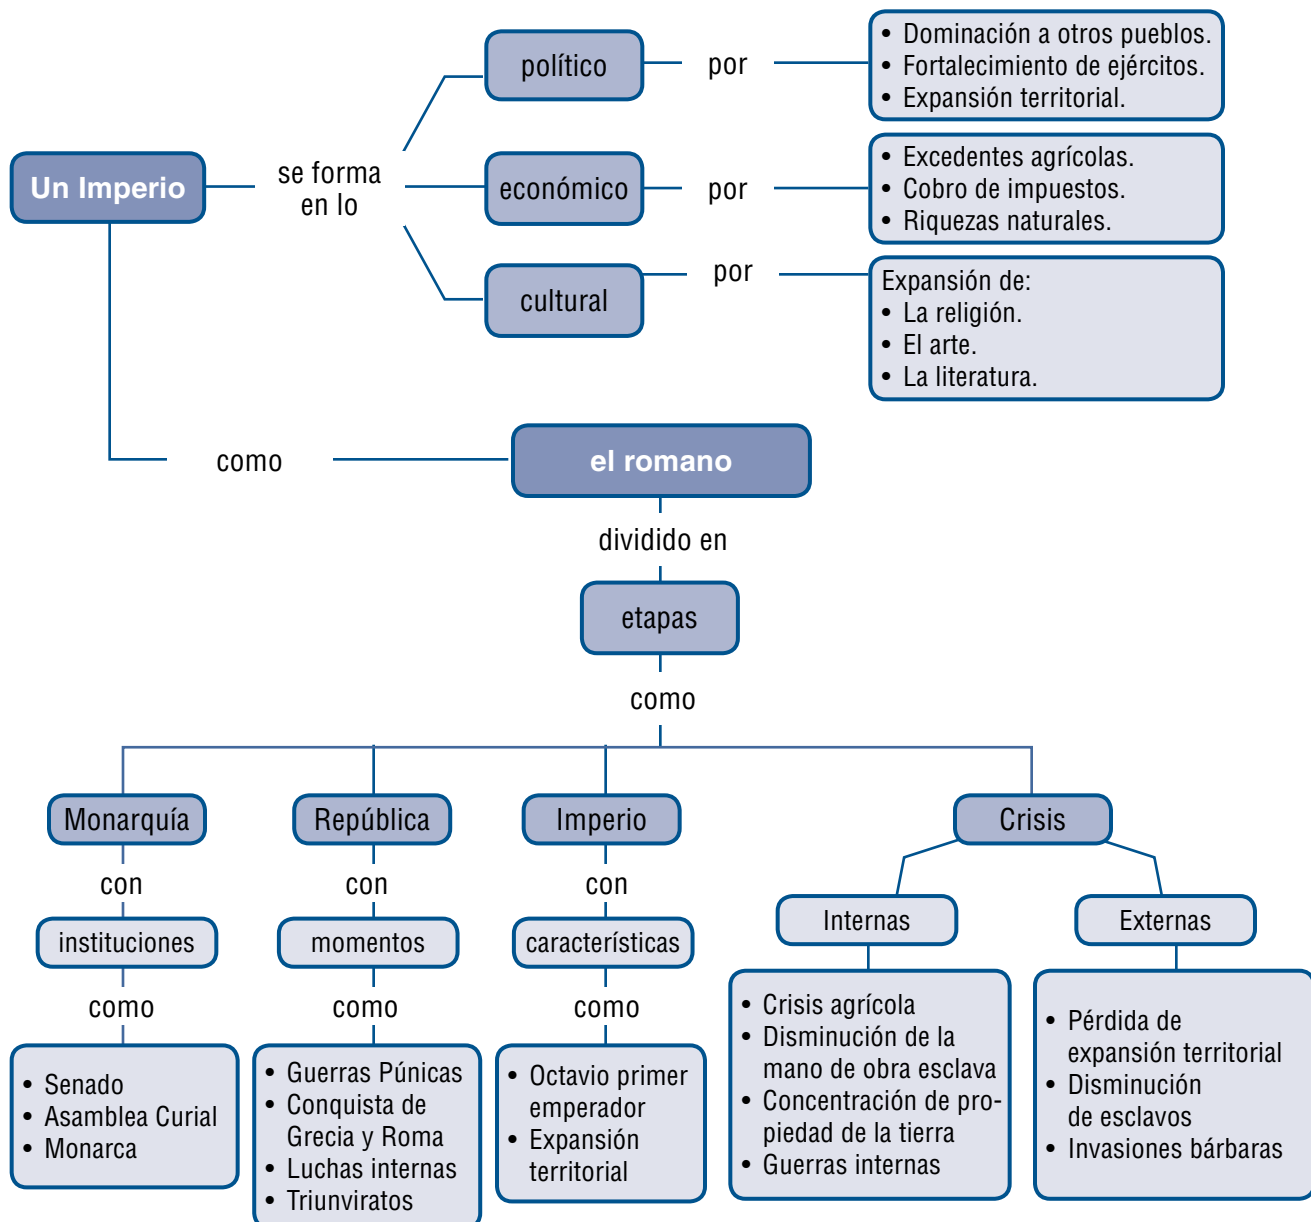 Un Imperio
se forma
en lo
político
por
• Dominación a otros pueblos.
• Fortalecimiento de ejércitos.
• Expansión territorial.
económico
por
• Excedentes agrícolas.
• Cobro de impuestos.
• Riquezas naturales.
cultural
por
Expansión de:
• La religión.
• El arte.
• La literatura.
como
el romano
dividido en
etapas
como
Monarquía
con
instituciones
como
• Senado
• Asamblea Curial
• Monarca
República
con
momentos
como
• Guerras Púnicas
• Conquista de
Grecia y Roma
• Luchas internas
• Triunviratos
Imperio
con
características
como
• Octavio primer
emperador
• Expansión
territorial
Crisis
Internas
• Crisis agrícola
• Disminución de la
mano de obra esclava
• Concentración de pro-
piedad de la tierra
• Guerras internas
Externas
• Pérdida de
expansión territorial
• Disminución
de esclavos
• Invasiones bárbaras